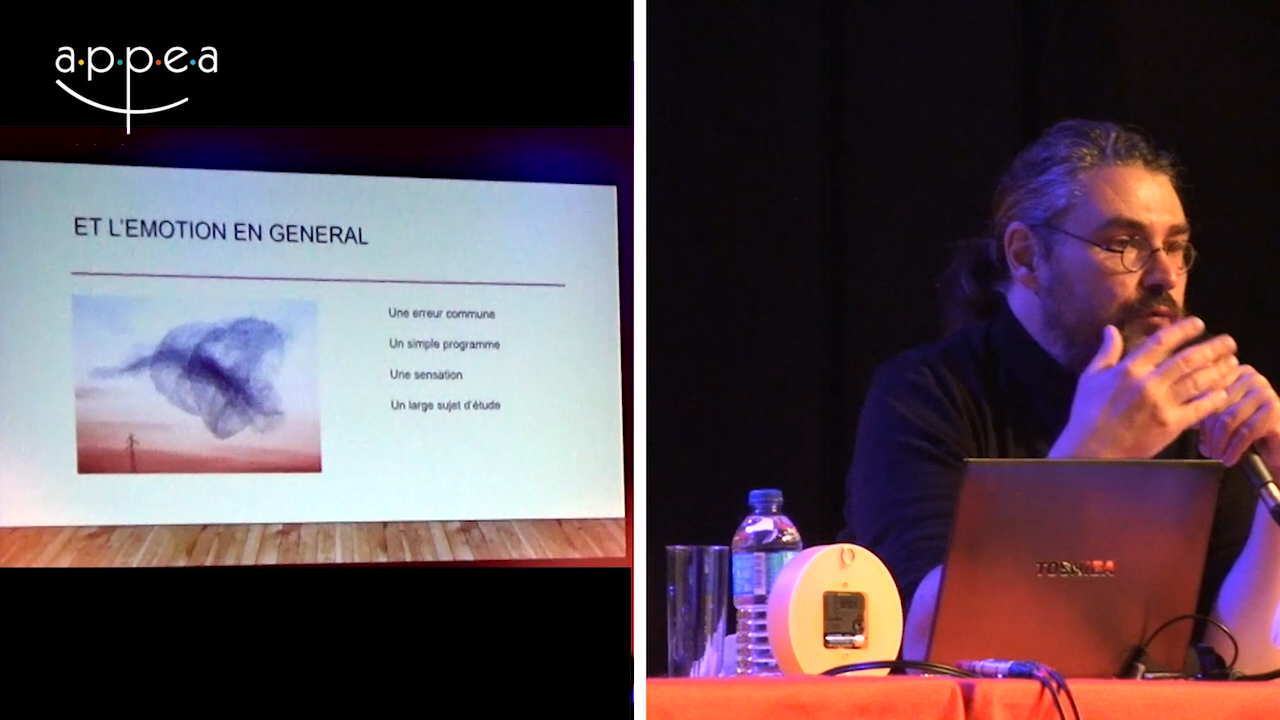 a·p·p·e·a
ET L'EMOTION EN GENERAL
Une erreur commune
Un simple programme
Une sensation
Un large sujet d'étude
TOSHIBA